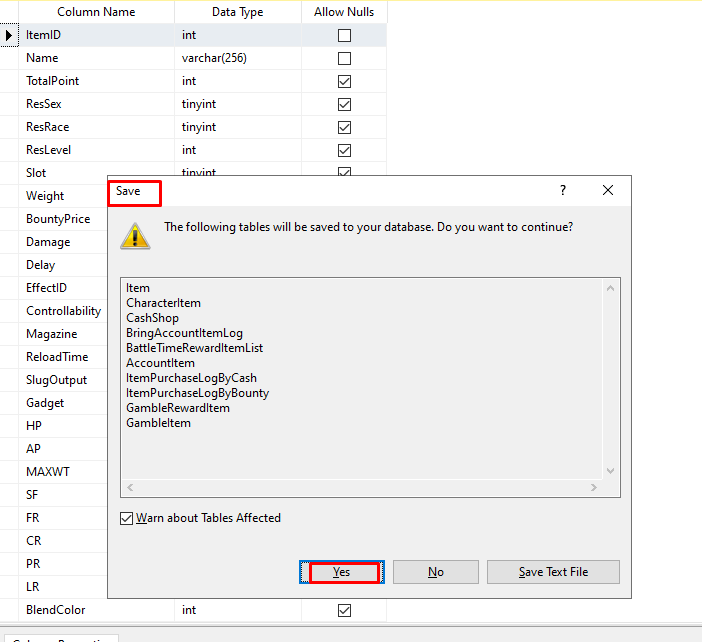 Column Name Data Type Allow Nulls
ItemID int
Name varchar(256)
TotalPoint int
ResSex tinyint
ResRace tinyint
ResLevel int
Slot tinyint
Weight
BountyPrice
Damage
Delay
EffectID
Controllability
Magazine
ReloadTime
SlugOutput
Gadget
HP
AP
MAXWT
SF
FR
CR
PR
LR
BlendColor int
Save ?
The following tables will be saved to your database. Do you want to continue?
Item
CharacterItem
CashShop
BringAccountItemLog
BattleTimeRewardItemList
AccountItem
ItemPurchaseLogByCash
ItemPurchaseLogByBounty
GambleRewardItem
GambleItem
Warn about Tables Affected
Yes No Save Text File